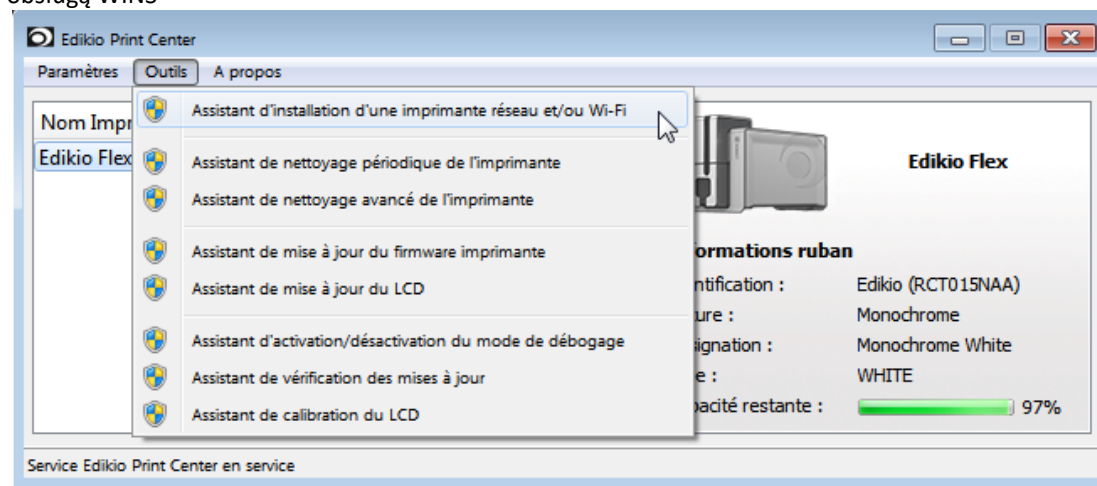 Edikio Print Center
Paramètres Outils A propos
Assistant d'installation d'une imprimante réseau et/ou Wi-Fi
Nom Impr
Edikio Flex
Assistant de nettoyage périodique de l'imprimante
Edikio Flex
Assistant de nettoyage avancé de l'imprimante
Assistant de mise à jour du firmware imprimante
ormations ruban
Assistant de mise à jour du LCD
ntification : Edikio (RCT015NAA)
ure : Monochrome
Assistant d'activation/désactivation du mode de débogage
ignation : Monochrome White
Assistant de vérification des mises à jour
e : WHITE
Assistant de calibration du LCD
acité restante : 97%
Service Edikio Print Center en service